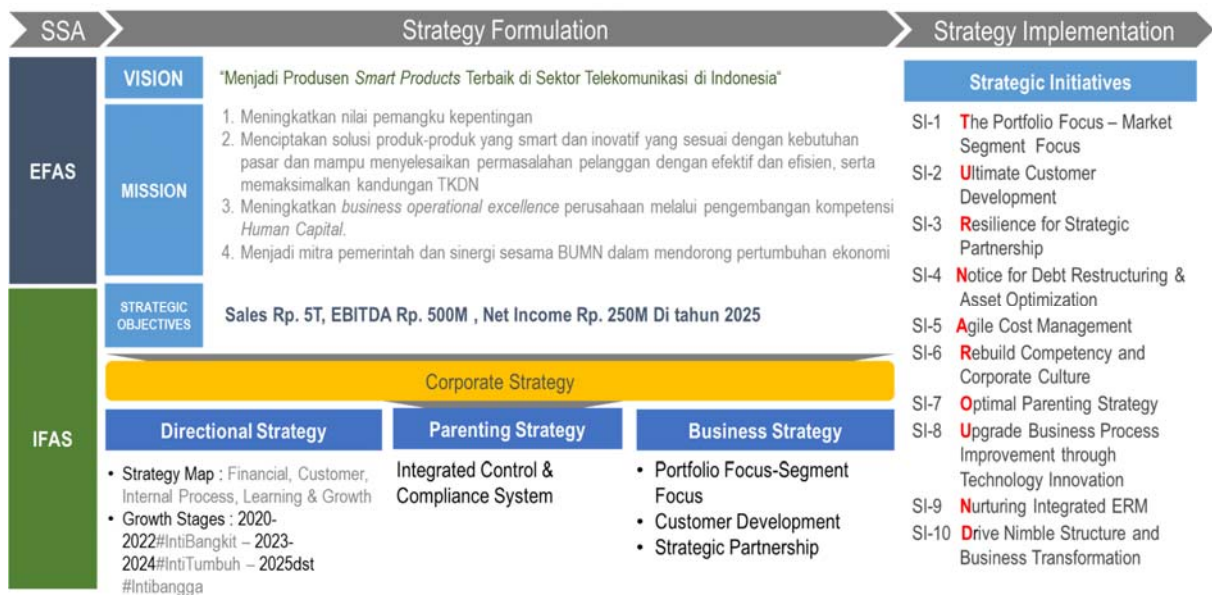 SSA
Strategy Formulation
Strategy Implementation
EFAS
IFAS
VISION
"Menjadi Produsen Smart Products Terbaik di Sektor Telekomunikasi di Indonesia"
MISSION
1. Meningkatkan nilai pemangku kepentingan
2. Menciptakan solusi produk-produk yang smart dan inovatif yang sesuai dengan kebutuhan
pasar dan mampu menyelesaikan permasalahan pelanggan dengan efektif dan efisien, serta
memaksimalkan kandungan TKDN
3. Meningkatkan business operational excellence perusahaan melalui pengembangan kompetensi
Human Capital.
4. Menjadi mitra pemerintah dan sinergi sesama BUMN dalam mendorong pertumbuhan ekonomi
STRATEGIC
OBJECTIVES
Sales Rp. 5T, EBITDA Rp. 500M , Net Income Rp. 250M Di tahun 2025
Corporate Strategy
Directional Strategy
• Strategy Map : Financial, Customer,
Internal Process, Learning & Growth
• Growth Stages : 2020-
2022#IntiBangkit – 2023-
2024#IntiTumbuh – 2025dst
#Intibangga
Parenting Strategy
Integrated Control &
Compliance System
Business Strategy
• Portfolio Focus-Segment
Focus
• Customer Development
• Strategic Partnership
Strategic Initiatives
SI-1 The Portfolio Focus – Market
Segment Focus
SI-2 Ultimate Customer
Development
SI-3 Resilience for Strategic
Partnership
SI-4 Notice for Debt Restructuring &
Asset Optimization
SI-5 Agile Cost Management
SI-6 Rebuild Competency and
Corporate Culture
SI-7 Optimal Parenting Strategy
SI-8 Upgrade Business Process
Improvement through
Technology Innovation
SI-9 Nurturing Integrated ERM
SI-10 Drive Nimble Structure and
Business Transformation